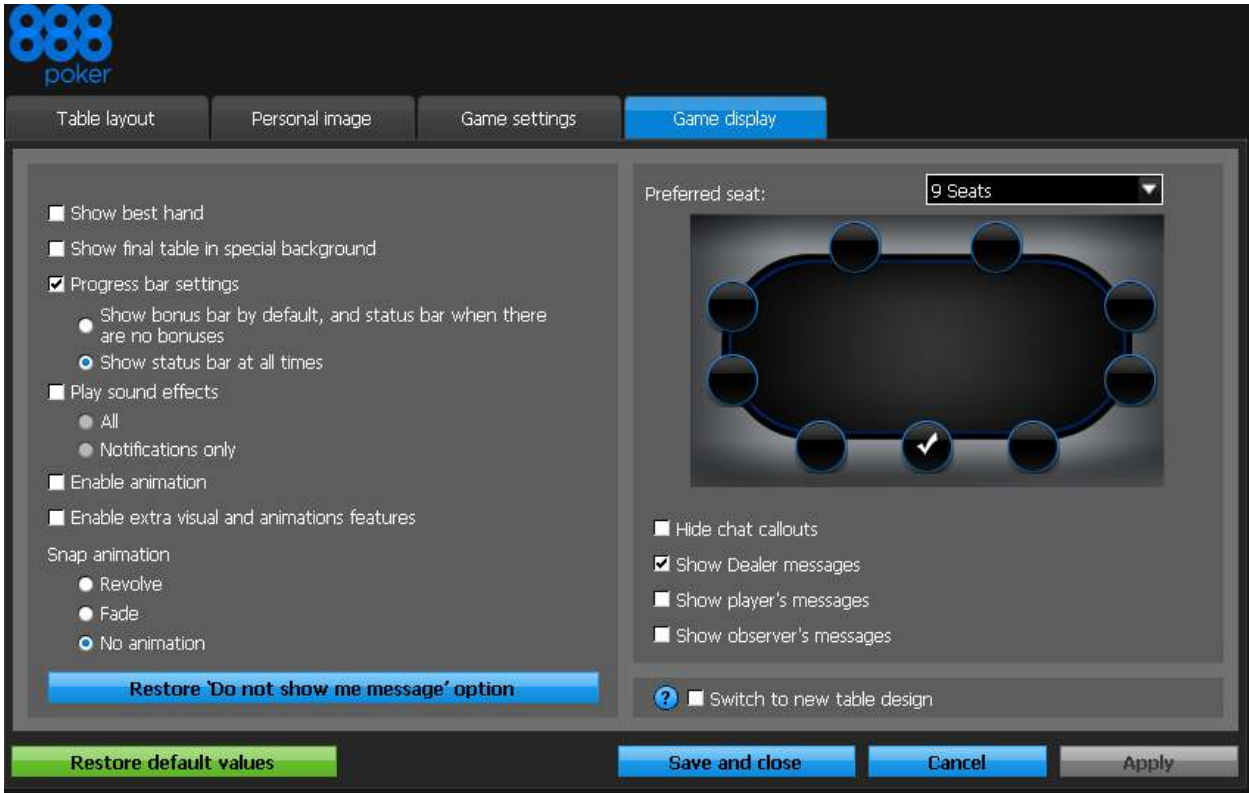 888
poker
Table layout
Personal image
Game settings
Game display
Show best hand
Show final table in special background
Progress bar settings
Show bonus bar by default, and status bar when there
are no bonuses
Show status bar at all times
Play sound effects
All
Notifications only
Enable animation
Enable extra visual and animations features
Snap animation
Revolve
Fade
No animation
Restore 'Do not show me message' option
Preferred seat:
9 Seats
Hide chat callouts
Show Dealer messages
Show player's messages
Show observer's messages
? Switch to new table design
Restore default values
Save and close
Cancel
Apply